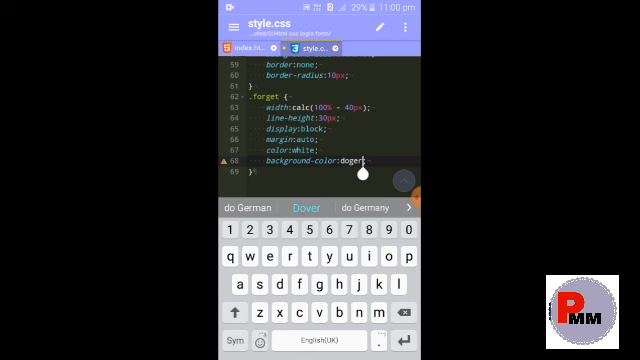 29% 11:00 pm
style.css
...ated/0/Html css login form/
index.ht...
style.c...
59 border:none;
60 border-radius:10px;
61 }
62 .forget {
63 width:calc(100% - 40px);
64 line-height:30px;
65 display:block;
66 margin:auto;
67 color:white;
68 background-color:doger;
69 }
do German Dover do Germany
1 2 3 4 5 6 7 8 9 0
q w e r t y u i o p
a s d f g h j k l
z x c v b n m
Sym English(UK) .
PMM